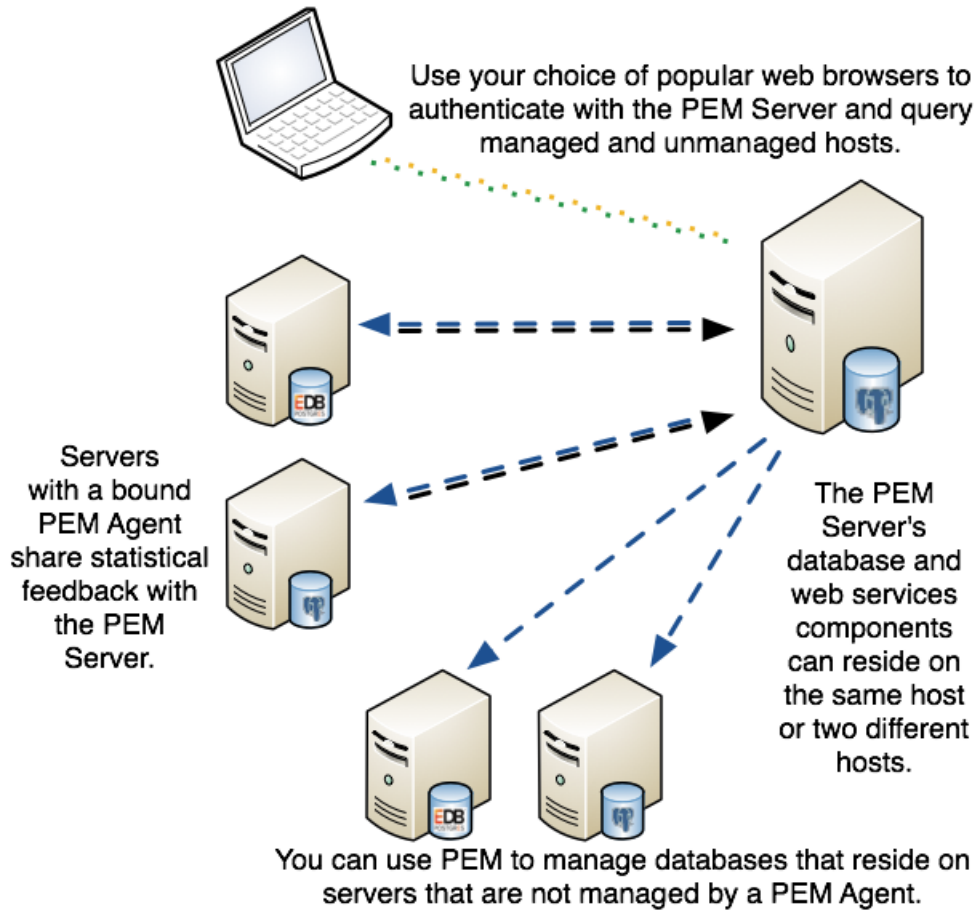 Use your choice of popular web browsers to
authenticate with the PEM Server and query
managed and unmanaged hosts.
EDB
POSTGRES
Servers
with a bound
PEM Agent
share statistical
feedback with
the PEM
Server.
The PEM
Server's
database and
web services
components
can reside on
the same host
or two different
hosts.
EDB
POSTGRES
You can use PEM to manage databases that reside on
servers that are not managed by a PEM Agent.